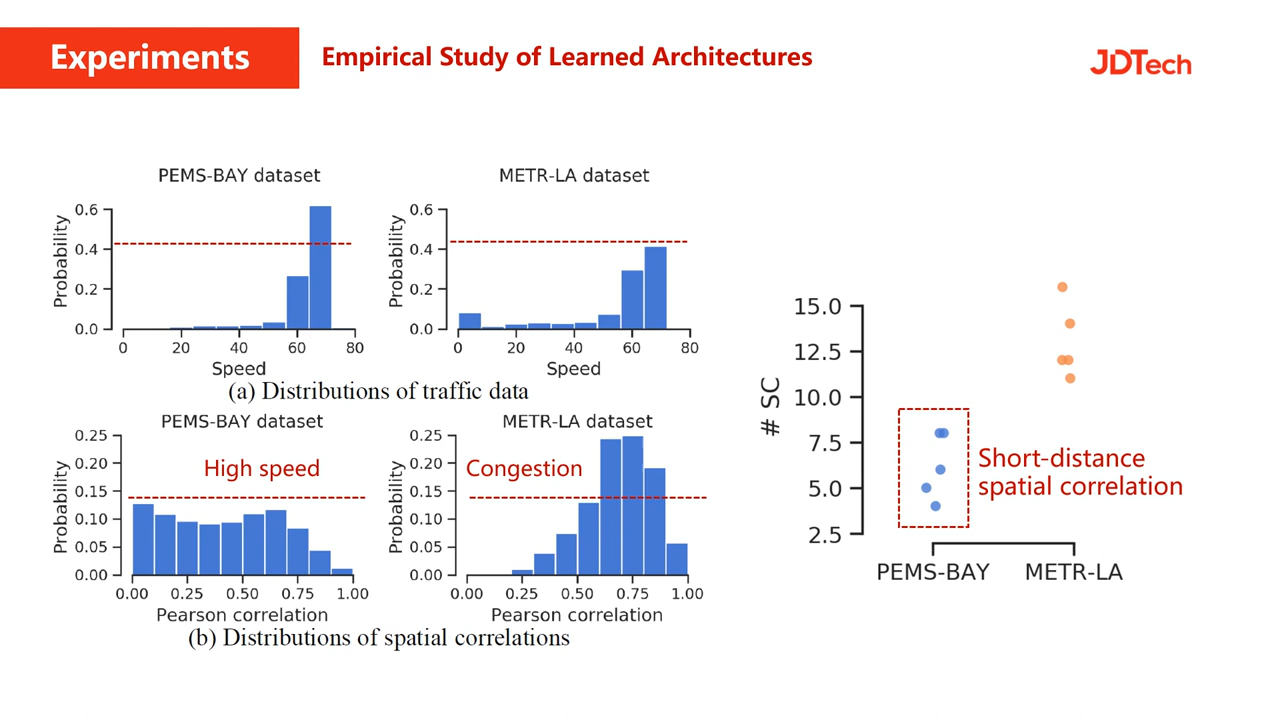 Experiments
Empirical Study of Learned Architectures
JDTech
PEMS-BAY dataset
Probability
0.6
0.4
0.2
0.0
0 20 40 60 80
Speed
METR-LA dataset
Probability
0.6
0.4
0.2
0.0
0 20 40 60 80
Speed
(a) Distributions of traffic data
PEMS-BAY dataset
Probability
0.25
0.20
0.15
0.10
0.05
0.00
High speed
0.00 0.25 0.50 0.75 1.00
Pearson correlation
METR-LA dataset
Probability
0.25
0.20
0.15
0.10
0.05
0.00
Congestion
0.00 0.25 0.50 0.75 1.00
Pearson correlation
(b) Distributions of spatial correlations
# SC
15.0
12.5
10.0
7.5
5.0
2.5
Short-distance
spatial correlation
PEMS-BAY METR-LA